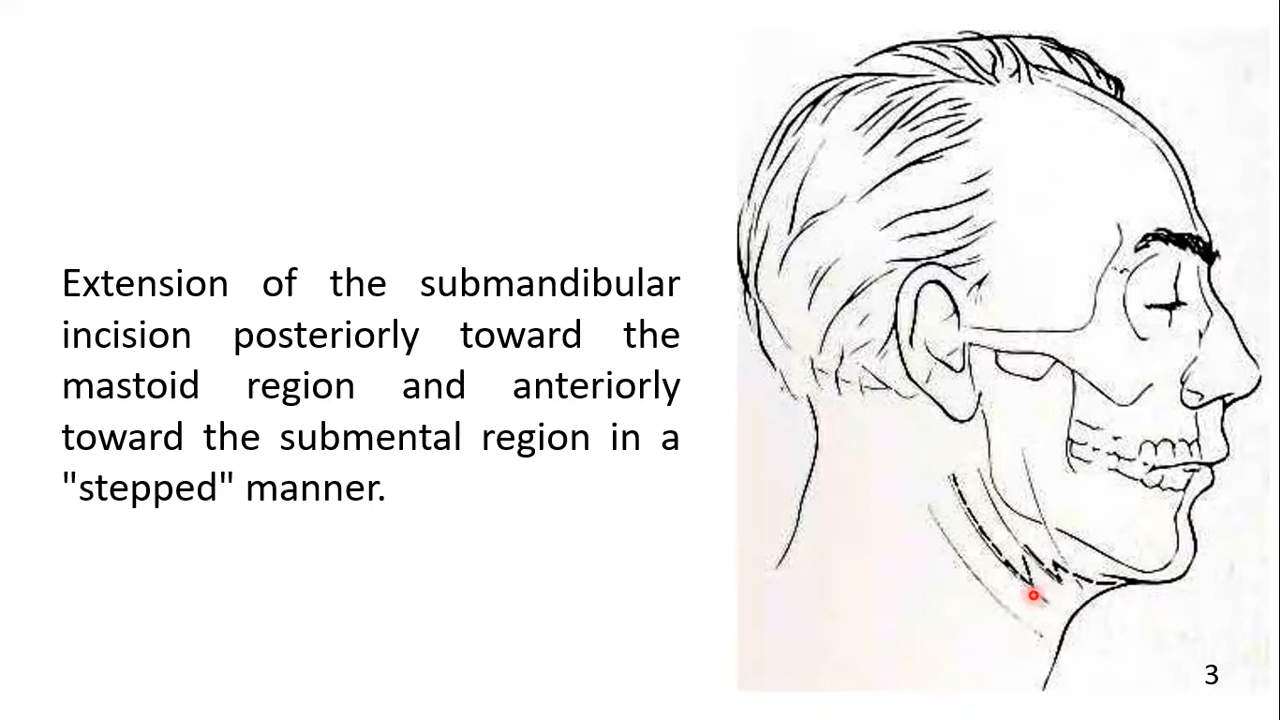 Extension of the submandibular
incision posteriorly toward the
mastoid region and anteriorly
toward the submental region in a
"stepped" manner.
3